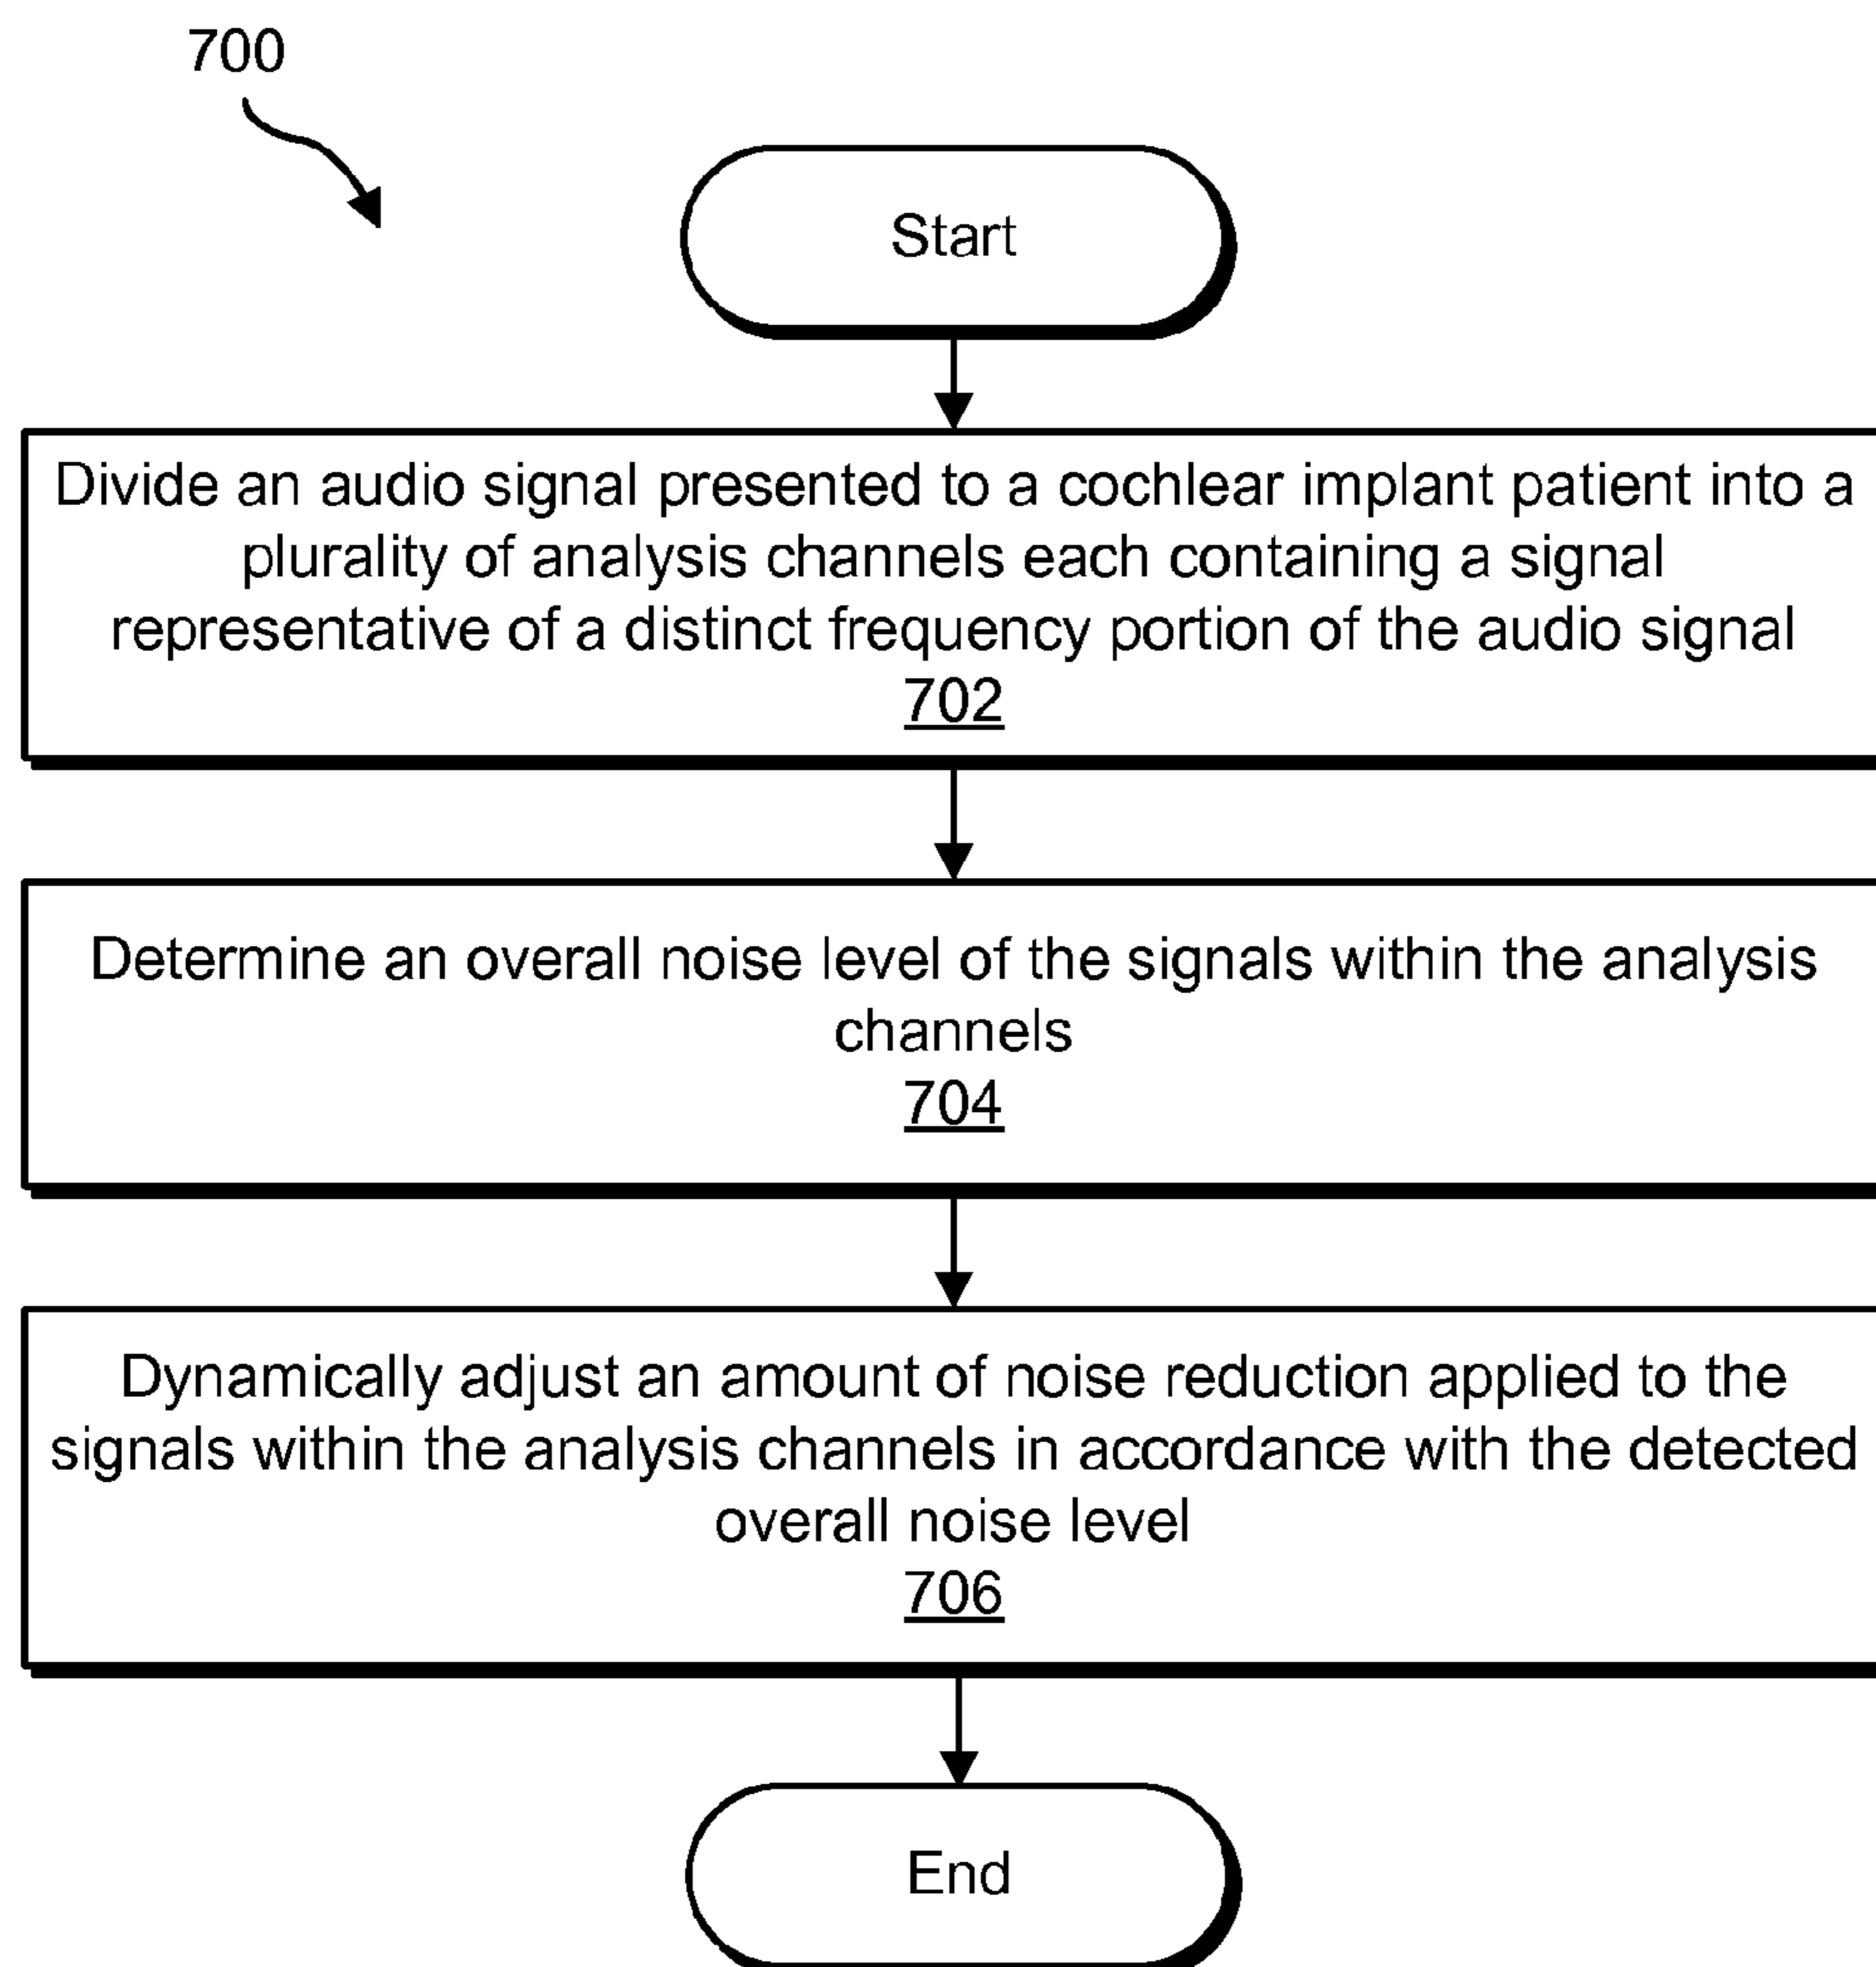 700
Start
Divide an audio signal presented to a cochlear implant patient into a
plurality of analysis channels each containing a signal
representative of a distinct frequency portion of the audio signal
702
Determine an overall noise level of the signals within the analysis
channels
704
Dynamically adjust an amount of noise reduction applied to the
signals within the analysis channels in accordance with the detected
overall noise level
706
End